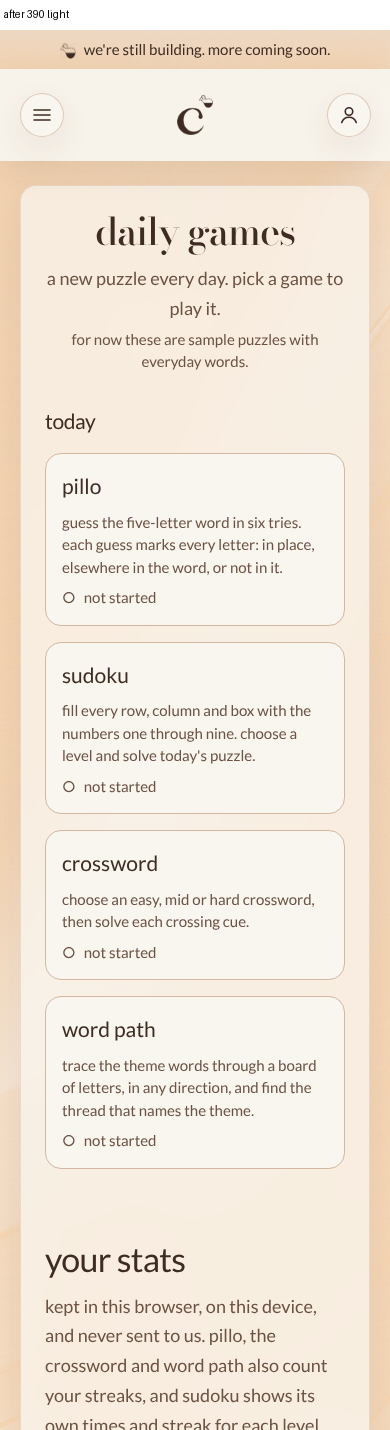 after 390 light
we're still building. more coming soon.
c
daily games
a new puzzle every day. pick a game to
play it.
for now these are sample puzzles with
everyday words.
today
pillo
guess the five-letter word in six tries.
each guess marks every letter: in place,
elsewhere in the word, or not in it.
not started
sudoku
fill every row, column and box with the
numbers one through nine. choose a
level and solve today's puzzle.
not started
crossword
choose an easy, mid or hard crossword,
then solve each crossing cue.
not started
word path
trace the theme words through a board
of letters, in any direction, and find the
thread that names the theme.
not started
your stats
kept in this browser, on this device,
and never sent to us. pillo, the
crossword and word path also count
your streaks, and sudoku shows its
own times and streak for each level